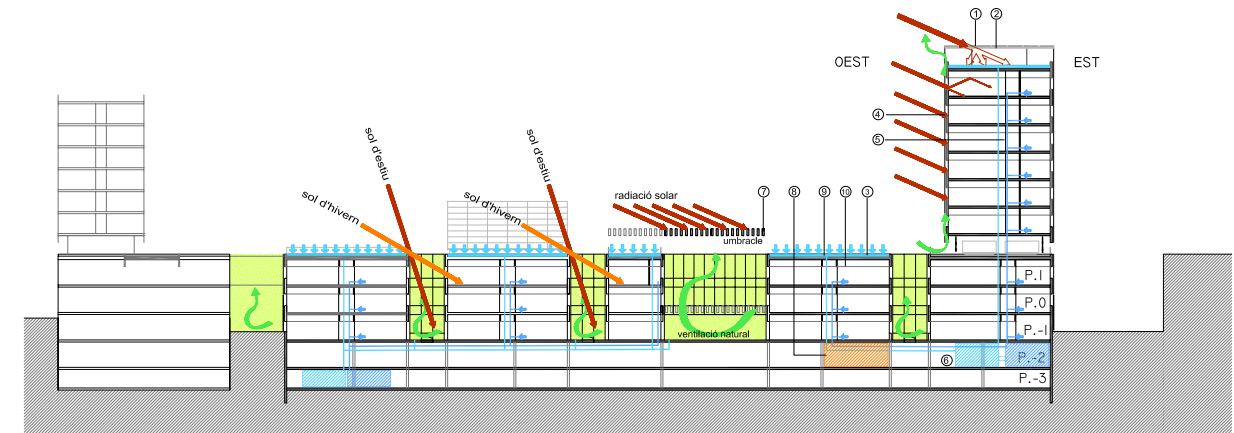 ① ②
OEST
EST
④
⑤
sol d'estiu
sol d'estiu
sol d'hivern
sol d'hivern
radiació solar
⑦ ⑧ ⑨ ⑩ ③
umbracle
P.1
P.0
P.-1
ventilació natural
⑥
P.-2
P.-3